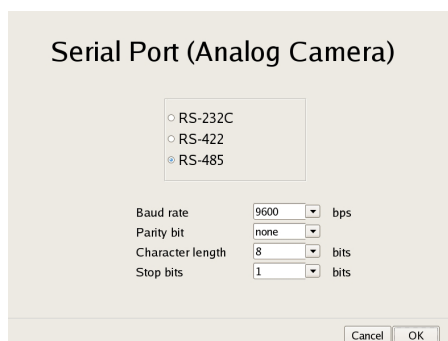 Serial Port (Analog Camera)
RS-232C
RS-422
RS-485
Baud rate 9600 bps
Parity bit none
Character length 8 bits
Stop bits 1 bits
Cancel OK